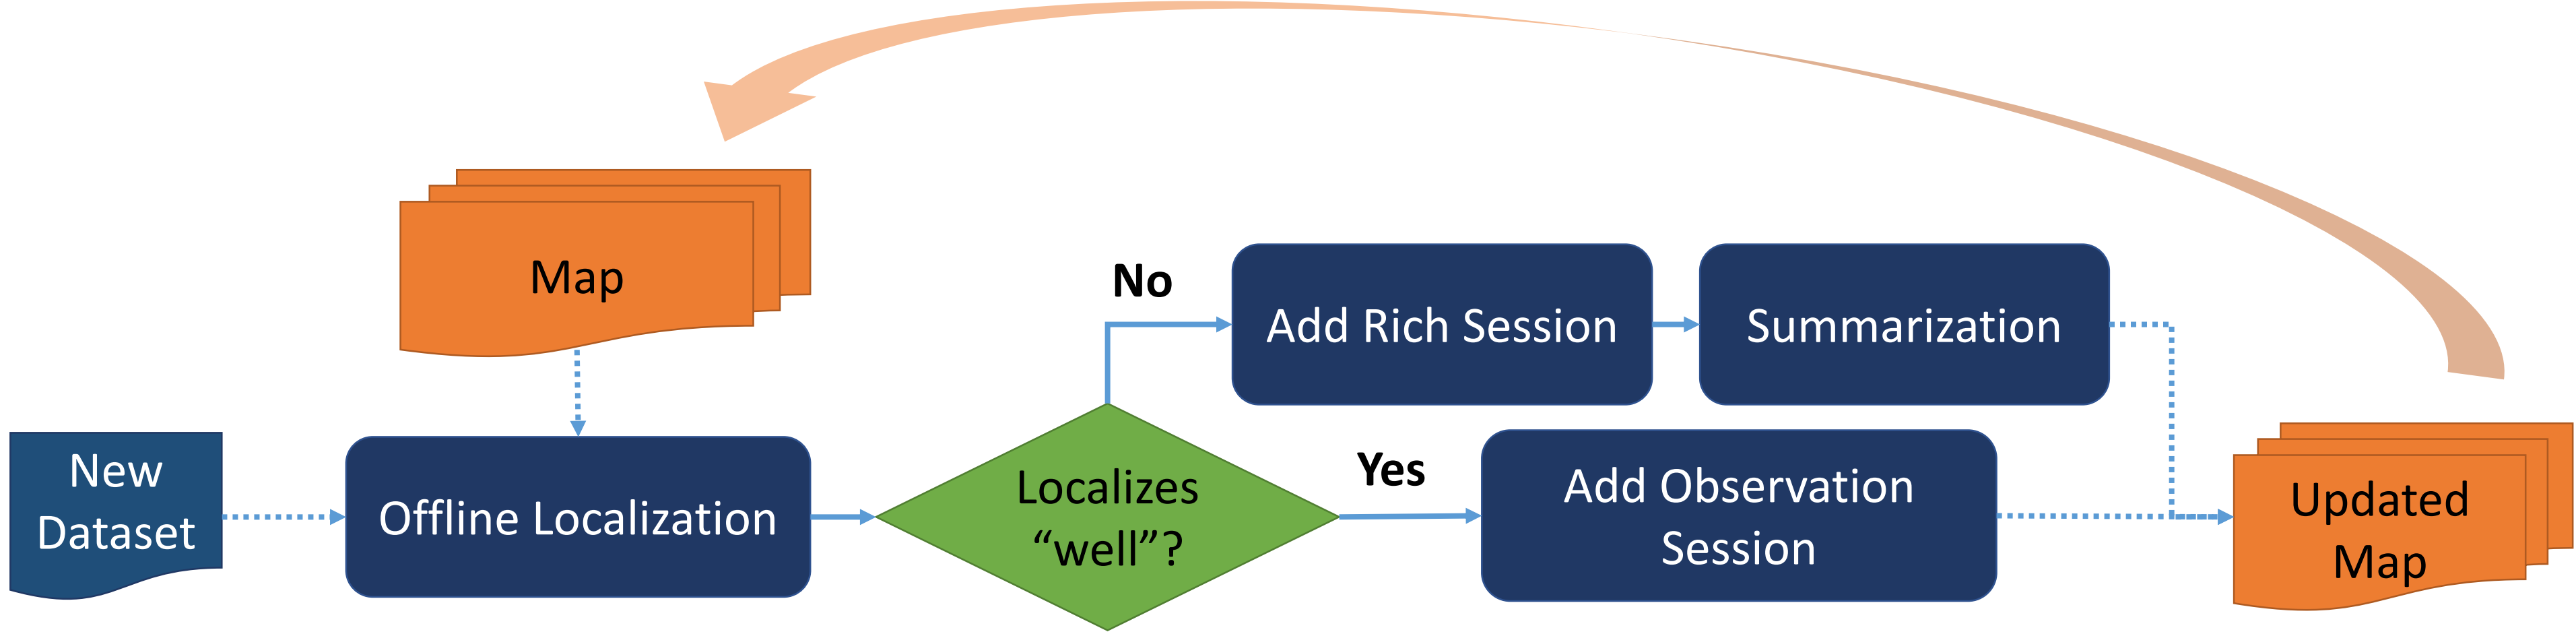 Map
No
Add Rich Session
Summarization
New
Dataset
Offline Localization
Localizes
“well”?
Yes
Add Observation
Session
Updated
Map